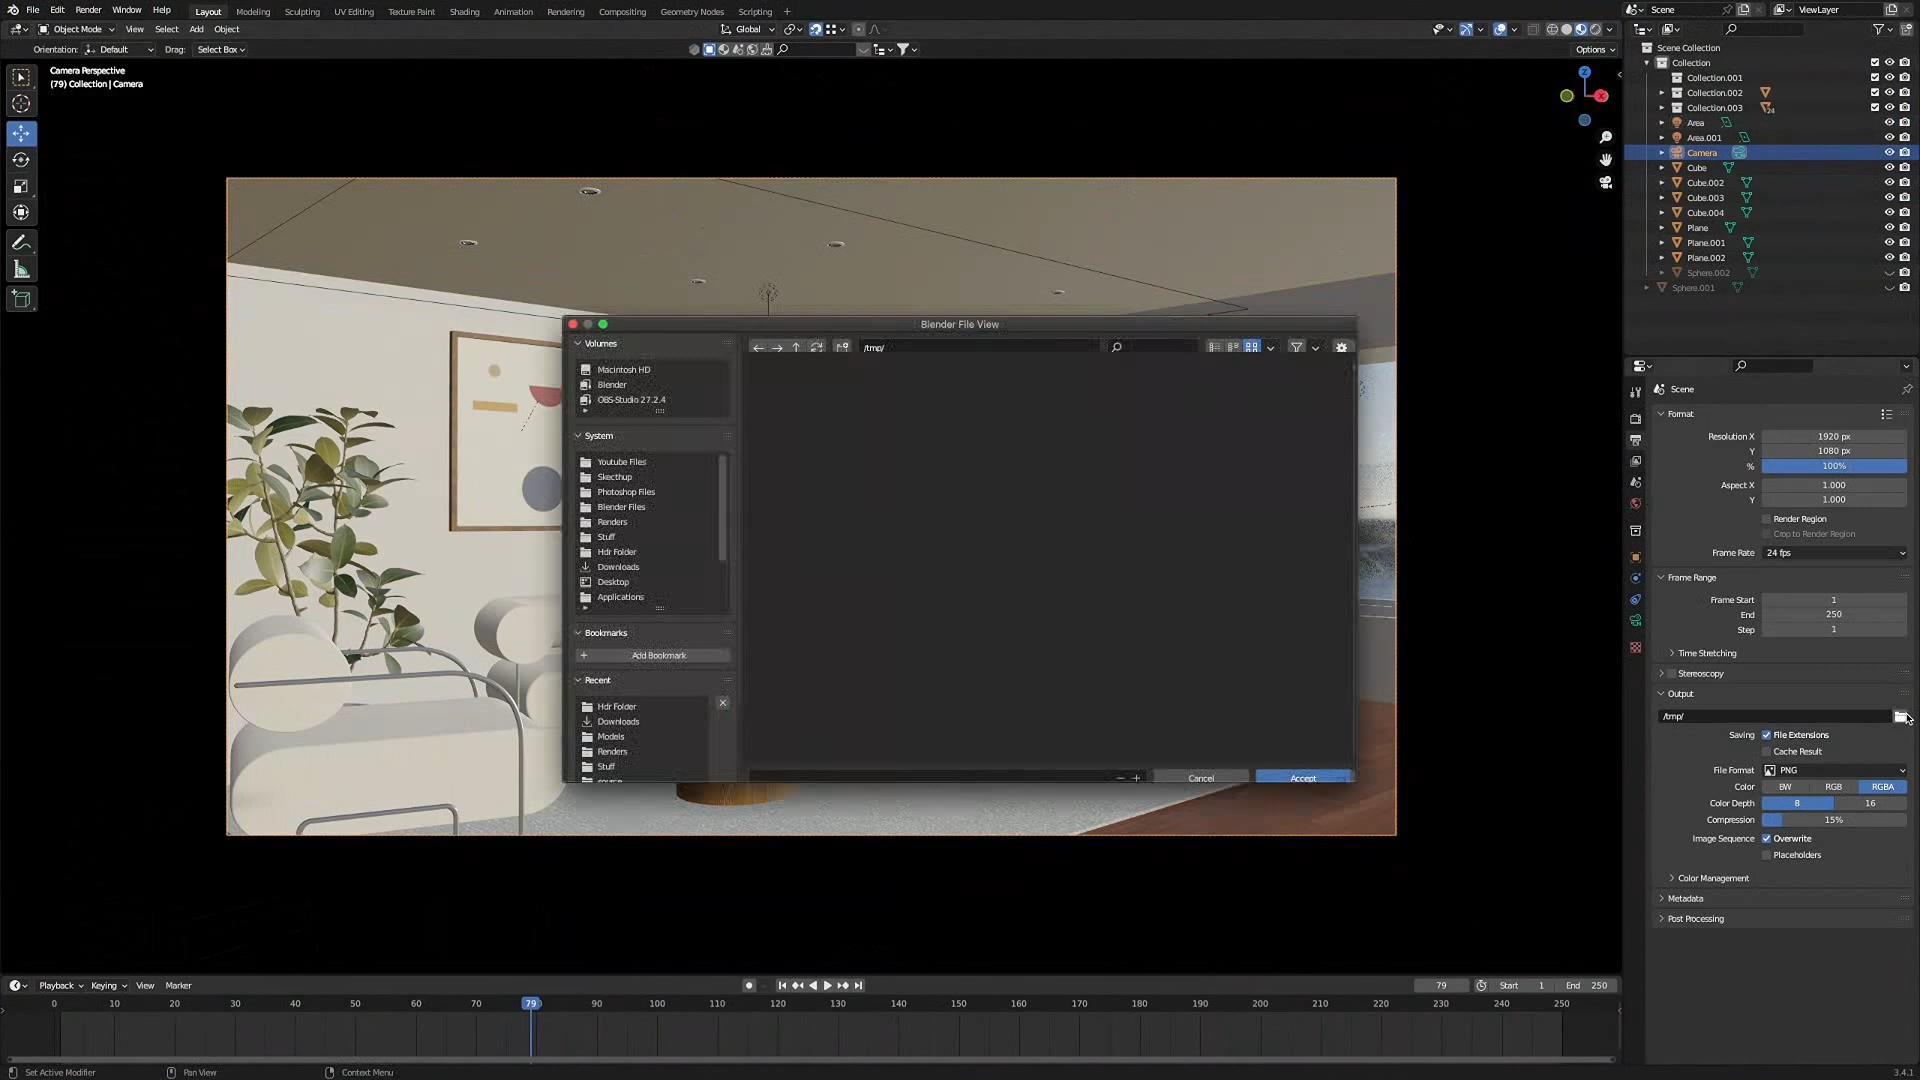 File Edit Render Window Help Layout Modeling Sculpting UV Editing Texture Paint Shading Animation Rendering Compositing Geometry Nodes Scripting + Scene ViewLayer
Object Mode View Select Add Object Global
Orientation: Default Drag: Select Box Options
Camera Perspective
(79) Collection | Camera
Z
X
Scene Collection
Collection
Collection.001
Collection.002
Collection.003 24
Area
Area.001
Camera
Cube
Cube.002
Cube.003
Cube.004
Plane
Plane.001
Plane.002
Sphere.002
Sphere.001
Blender File View
Volumes
/tmp/
Macintosh HD
Blender
OBS-Studio 27.2.4
System
Youtube Files
Skecthup
Photoshop Files
Blender Files
Renders
Stuff
Hdr Folder
Downloads
Desktop
Applications
Bookmarks
Add Bookmark
Recent
Hdr Folder
Downloads
Models
Renders
Stuff
Cancel Accept
Scene
Format
Resolution X 1920 px
Y 1080 px
% 100%
Aspect X 1.000
Y 1.000
Render Region
Crop to Render Region
Frame Rate 24 fps
Frame Range
Frame Start 1
End 250
Step 1
Time Stretching
Stereoscopy
Output
/tmp/
Saving File Extensions
Cache Result
File Format PNG
Color BW RGB RGBA
Color Depth 8 16
Compression 15%
Image Sequence Overwrite
Placeholders
Color Management
Metadata
Post Processing
Playback Keying View Marker 79 Start 1 End 250
0 10 20 30 40 50 60 70 79 90 100 110 120 130 140 150 160 170 180 190 200 210 220 230 240 250
Set Active Modifier Pan View Context Menu 3.4.1